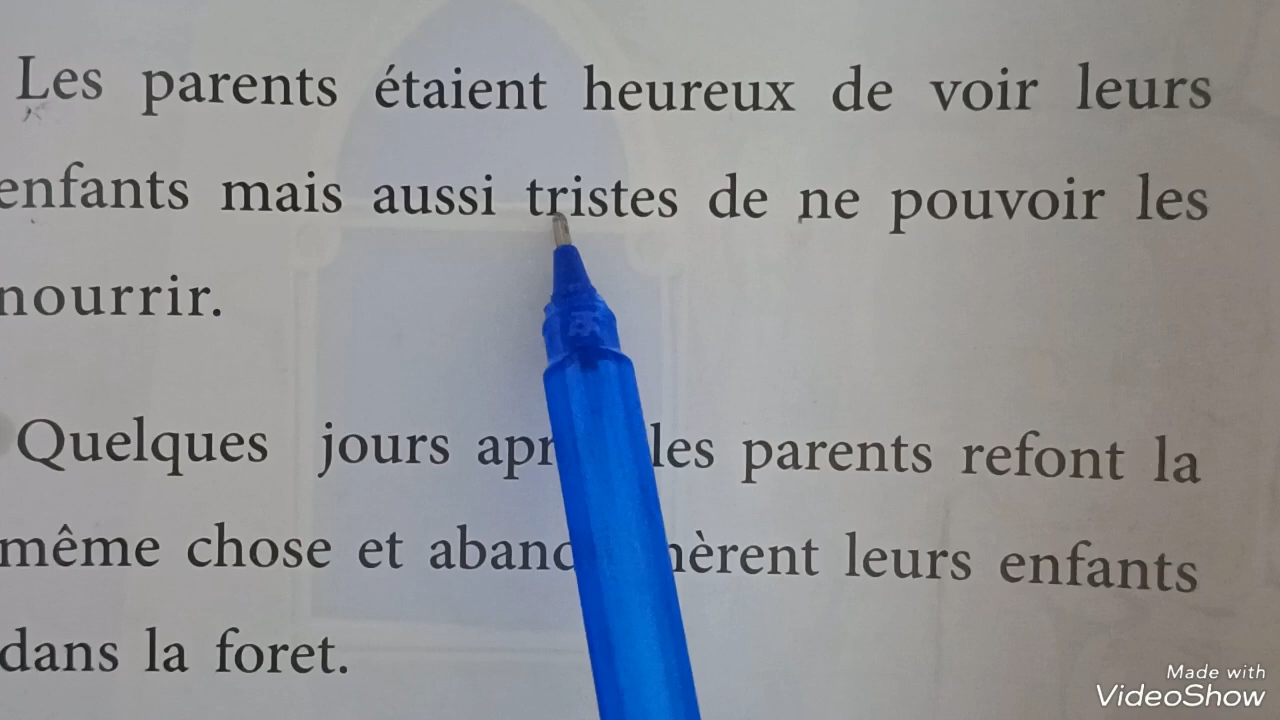 Les parents étaient heureux de voir leurs
enfants mais aussi tristes de ne pouvoir les
nourrir.
Quelques jours les parents refont la
même chose et leurs enfants
dans la foret.
Made with
VideoShow